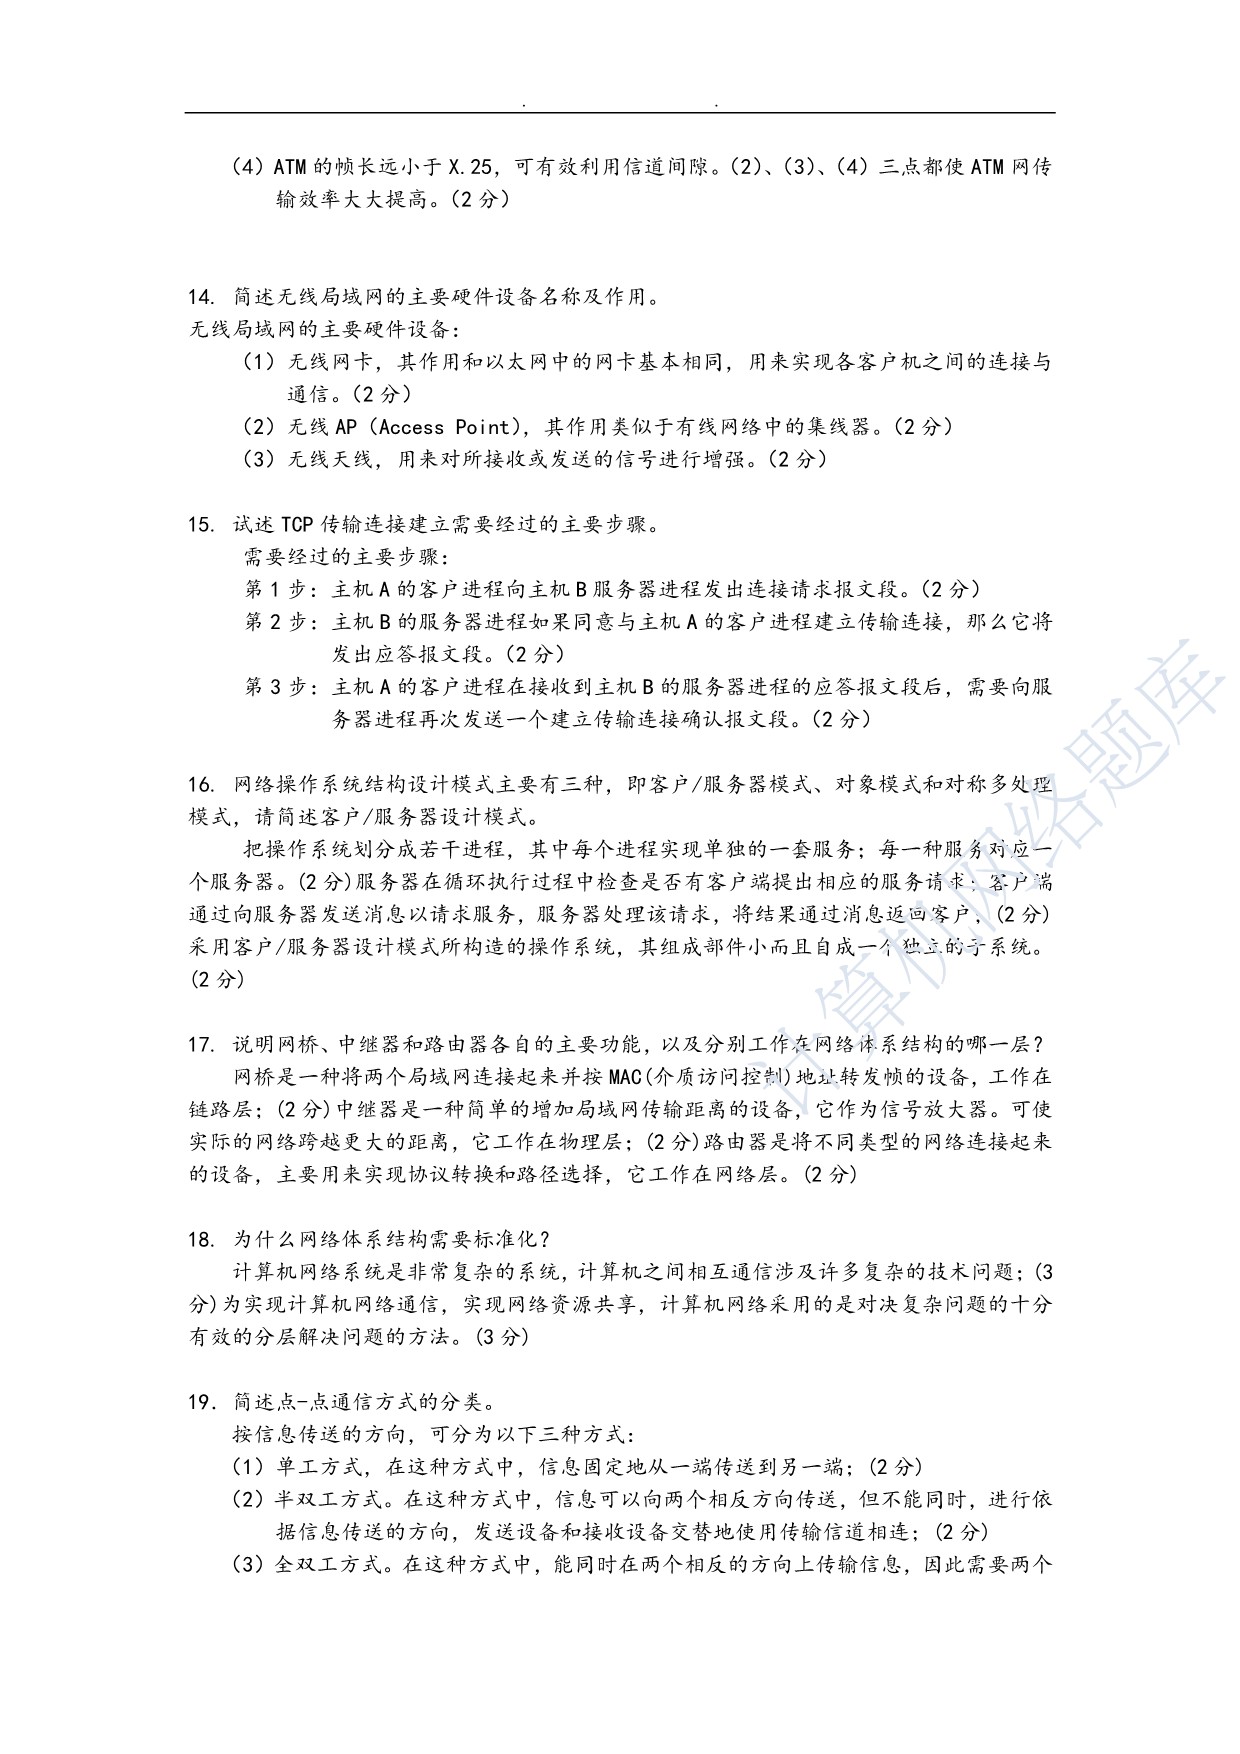 (4) ATM 的帧长远小于 X.25，可有效利用信道间隙。(2)、(3)、(4) 三点都使 ATM 网传
输效率大大提高。(2 分)
14. 简述无线局域网的主要硬件设备名称及作用。
无线局域网的主要硬件设备：
(1) 无线网卡，其作用和以太网中的网卡基本相同，用来实现各客户机之间的连接与
通信。(2 分)
(2) 无线 AP (Access Point)，其作用类似于有线网络中的集线器。(2 分)
(3) 无线天线，用来对所接收或发送的信号进行增强。(2 分)
15. 试述 TCP 传输连接建立需要经过的主要步骤。
需要经过的主要步骤：
第 1 步：主机 A 的客户进程向主机 B 服务器进程发出连接请求报文段。(2 分)
第 2 步：主机 B 的服务器进程如果同意与主机 A 的客户进程建立传输连接，那么它将
发出应答报文段。(2 分)
第 3 步：主机 A 的客户进程在接收到主机 B 的服务器进程的应答报文段后，需要向服
务器进程再次发送一个建立传输连接确认报文段。(2 分)
16. 网络操作系统结构设计模式主要有三种，即客户/服务器模式、对象模式和对称多处理
模式，请简述客户/服务器设计模式。
把操作系统划分成若干进程，其中每个进程实现单独的一套服务；每一种服务对应一
个服务器。(2 分)服务器在循环执行过程中检查是否有客户端提出相应的服务请求；客户端
通过向服务器发送消息以请求服务，服务器处理该请求，将结果通过消息返回客户，(2 分)
采用客户/服务器设计模式所构造的操作系统，其组成部件小而且自成一个独立的子系统。
(2 分)
17. 说明网桥、中继器和路由器各自的主要功能，以及分别工作在网络体系结构的哪一层？
网桥是一种将两个局域网连接起来并按 MAC(介质访问控制)地址转发帧的设备，工作在
链路层；(2 分)中继器是一种简单的增加局域网传输距离的设备，它作为信号放大器。可使
实际的网络跨越更大的距离，它工作在物理层；(2 分)路由器是将不同类型的网络连接起来
的设备，主要用来实现协议转换和路径选择，它工作在网络层。(2 分)
18. 为什么网络体系结构需要标准化？
计算机网络系统是非常复杂的系统，计算机之间相互通信涉及许多复杂的技术问题；(3
分)为实现计算机网络通信，实现网络资源共享，计算机网络采用的是对决复杂问题的十分
有效的分层解决问题的方法。(3 分)
19. 简述点-点通信方式的分类。
按信息传送的方向，可分为以下三种方式：
(1) 单工方式，在这种方式中，信息固定地从一端传送到另一端；(2 分)
(2) 半双工方式。在这种方式中，信息可以向两个相反方向传送，但不能同时，进行依
据信息传送的方向，发送设备和接收设备交替地使用传输信道相连；(2 分)
(3) 全双工方式。在这种方式中，能同时在两个相反的方向上传输信息，因此需要两个
计算机网络题库